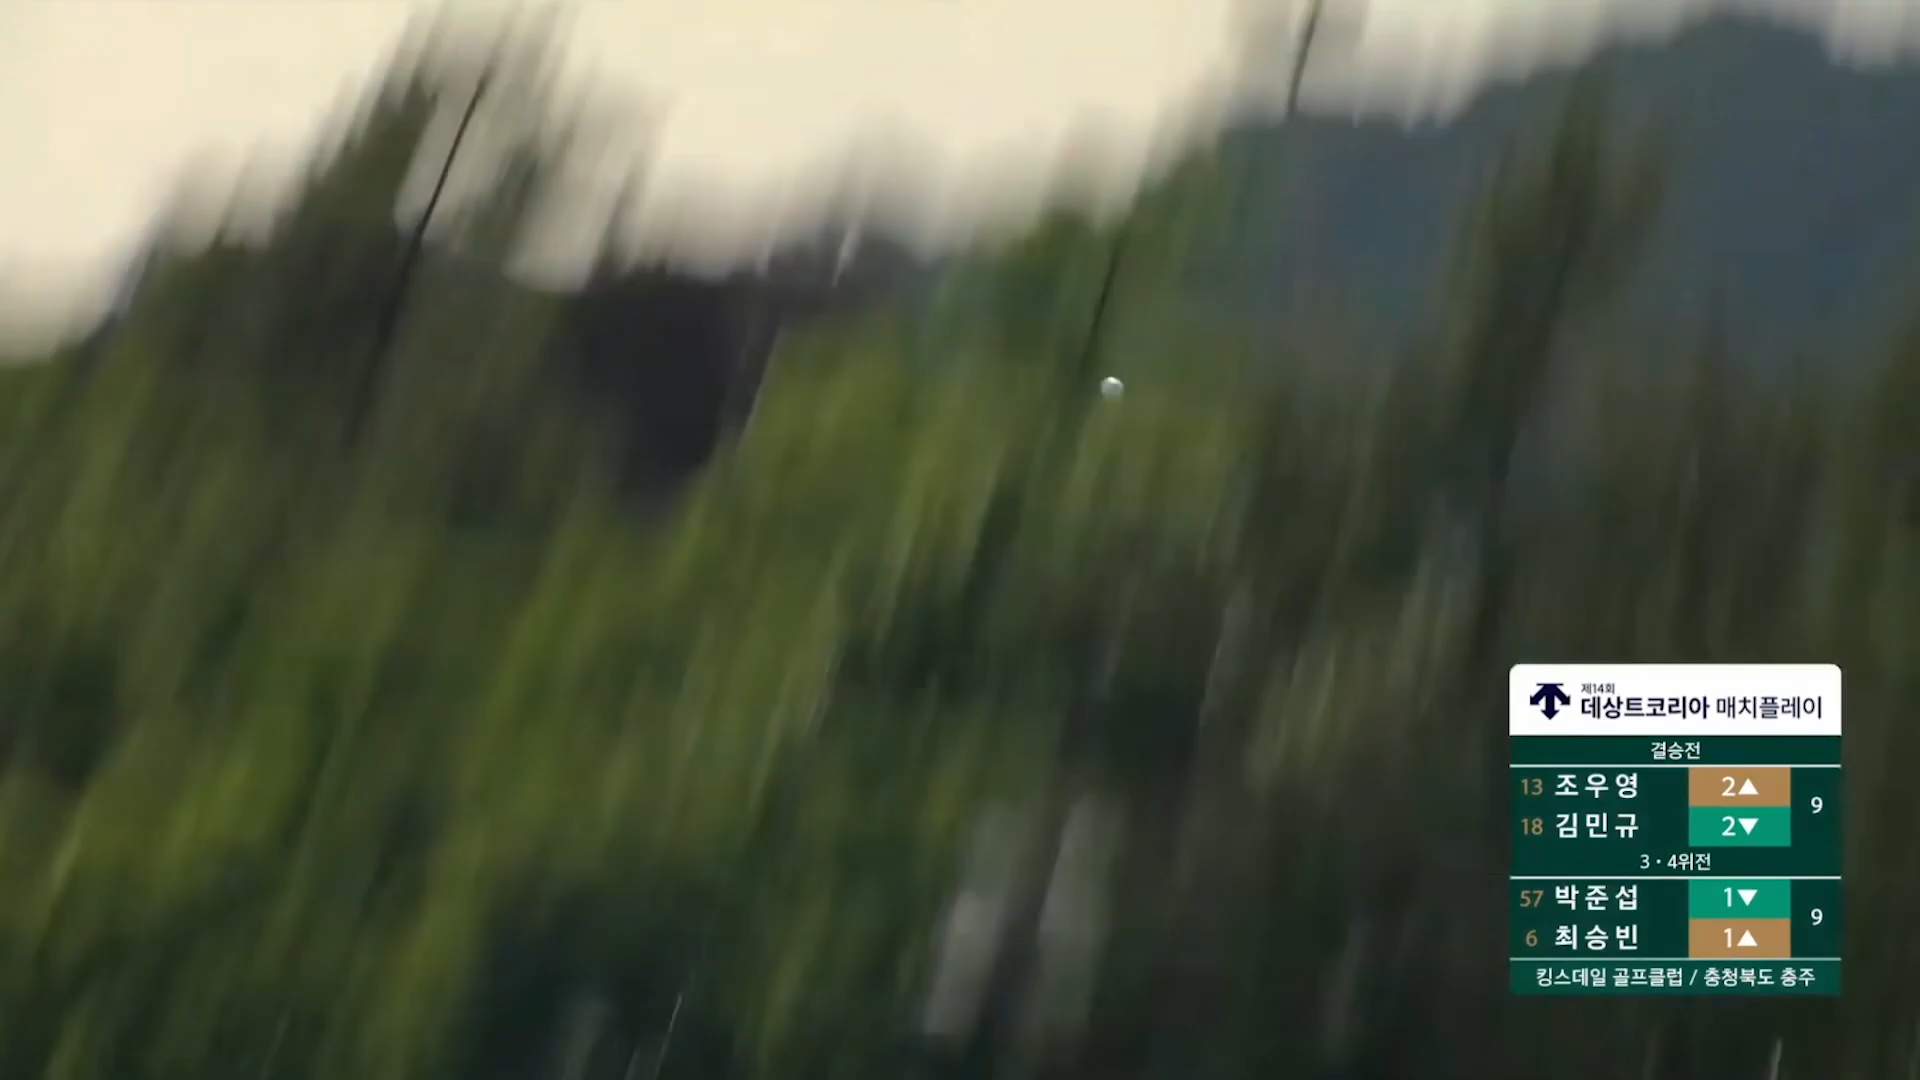 제14회
데상트코리아 매치플레이
결승전
13 조우영 2▲ 9
18 김민규 2▼
3·4위전
57 박준섭 1▼ 9
6 최승빈 1▲
킹스데일 골프클럽 / 충청북도 충주